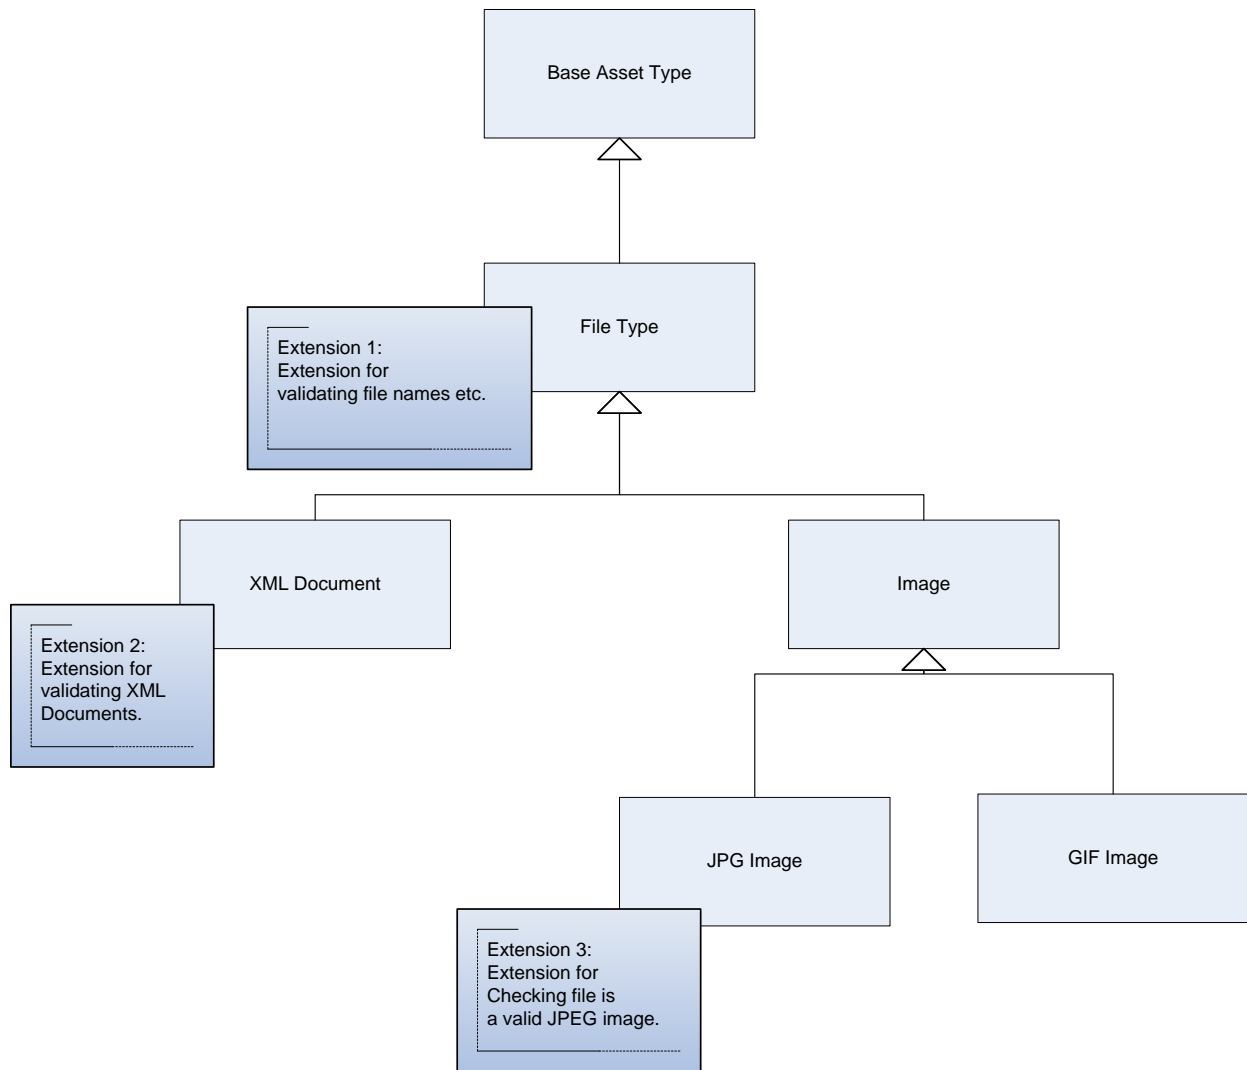 Base Asset Type
File Type
Extension 1:
Extension for
validating file names etc.
XML Document
Image
Extension 2:
Extension for
validating XML
Documents.
JPG Image
GIF Image
Extension 3:
Extension for
Checking file is
a valid JPEG image.